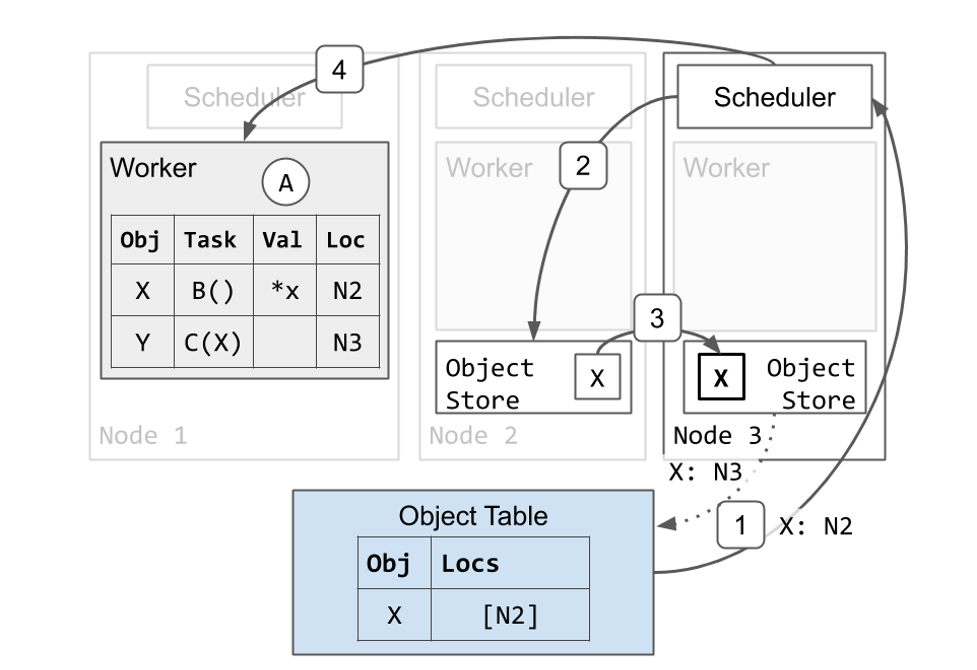 4
Scheduler
Scheduler
Scheduler
Worker
A
Obj Task Val Loc
X B() *x N2
Y C(X) N3
Node 1
Worker
2
Worker
3
Object
Store
X
X
Object
Store
Node 2
Node 3
X: N3
1
X: N2
Object Table
Obj Locs
X [N2]